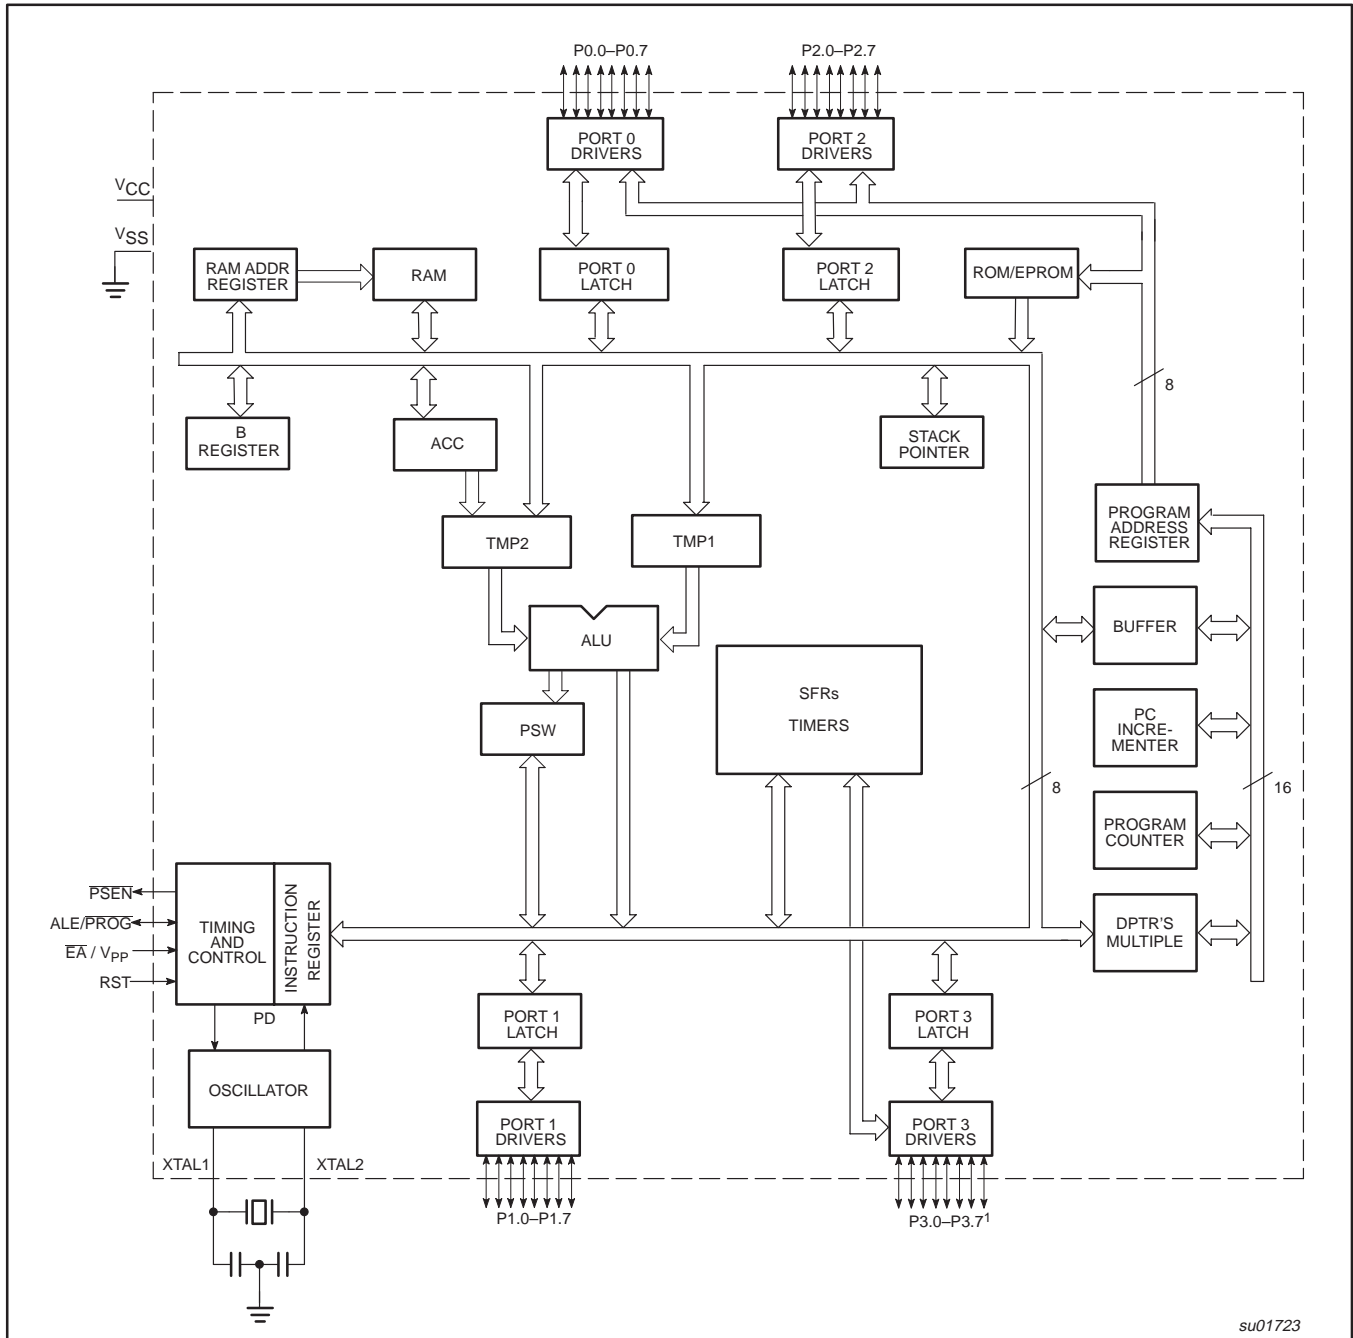 P0.0–P0.7
P2.0–P2.7
PORT 0
DRIVERS
PORT 2
DRIVERS
VCC
VSS
RAM ADDR
REGISTER
RAM
PORT 0
LATCH
PORT 2
LATCH
ROM/EPROM
8
B
REGISTER
ACC
STACK
POINTER
PROGRAM
ADDRESS
REGISTER
TMP2
TMP1
ALU
BUFFER
SFRs
TIMERS
PSW
PC
INCRE-
MENTER
8
16
PROGRAM
COUNTER
PSEN
ALE/PROG
EA / VPP
RST
TIMING
AND
CONTROL
INSTRUCTION
REGISTER
DPTR'S
MULTIPLE
PD
PORT 1
LATCH
PORT 3
LATCH
OSCILLATOR
PORT 1
DRIVERS
PORT 3
DRIVERS
XTAL1
XTAL2
P1.0–P1.7
P3.0–P3.7¹
su01723